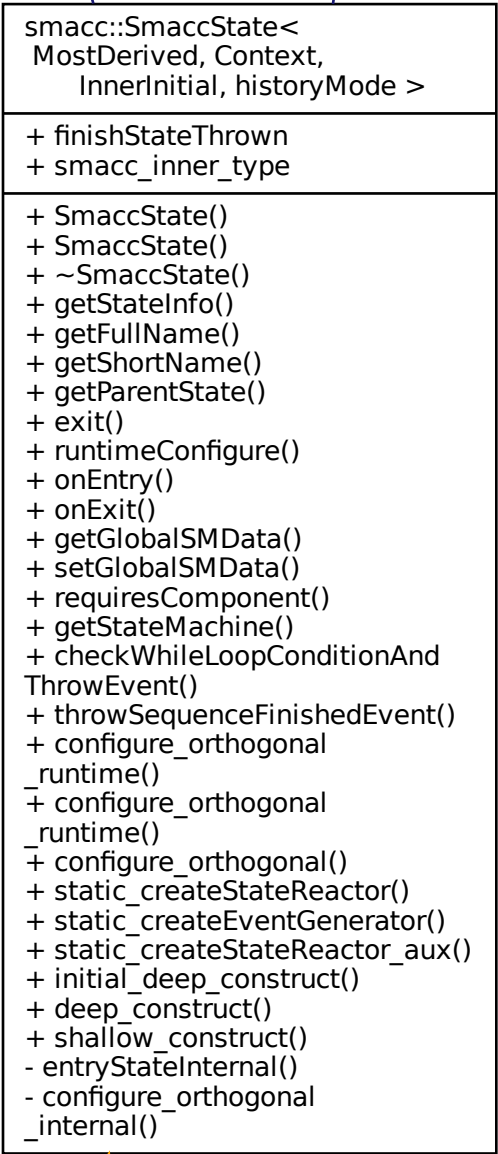 smacc::SmaccState<
MostDerived, Context,
InnerInitial, historyMode >
+ finishStateThrown
+ smacc_inner_type
+ SmaccState()
+ SmaccState()
+ ~SmaccState()
+ getStateInfo()
+ getFullName()
+ getShortName()
+ getParentState()
+ exit()
+ runtimeConfigure()
+ onEntry()
+ onExit()
+ getGlobalSMData()
+ setGlobalSMData()
+ requiresComponent()
+ getStateMachine()
+ checkWhileLoopConditionAnd
ThrowEvent()
+ throwSequenceFinishedEvent()
+ configure_orthogonal
_runtime()
+ configure_orthogonal
_runtime()
+ configure_orthogonal()
+ static_createStateReactor()
+ static_createEventGenerator()
+ static_createStateReactor_aux()
+ initial_deep_construct()
+ deep_construct()
+ shallow_construct()
- entryStateInternal()
- configure_orthogonal
_internal()